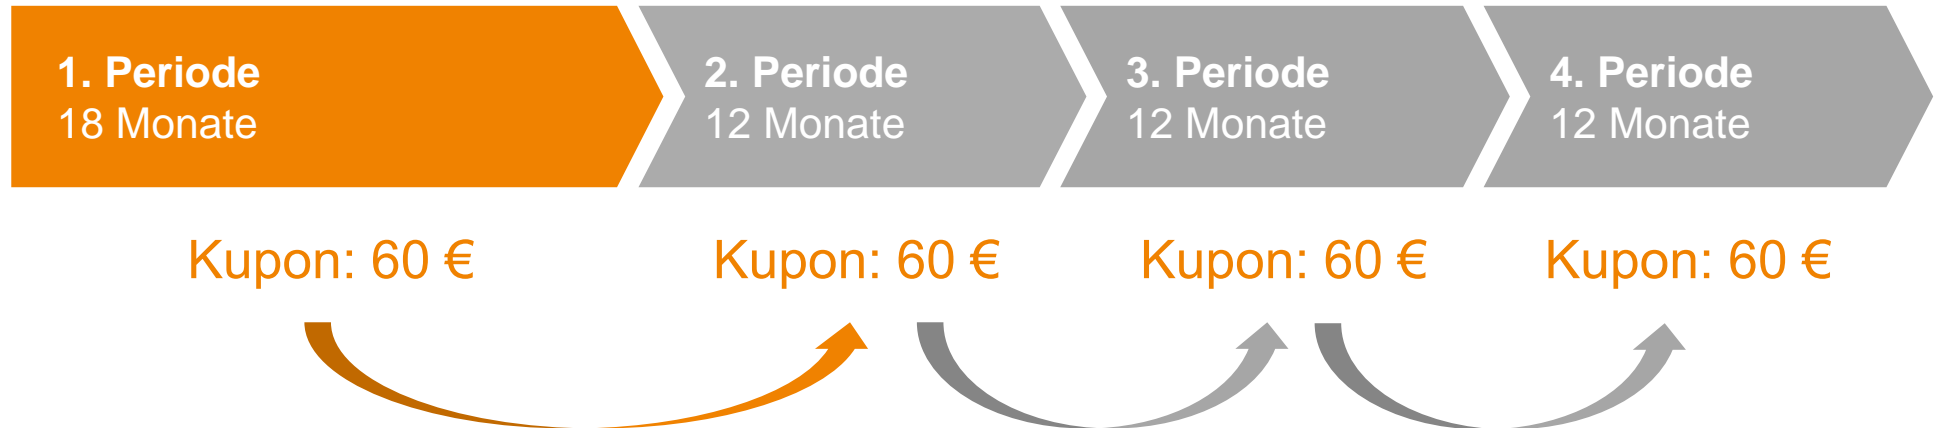 1. Periode
18 Monate
2. Periode
12 Monate
3. Periode
12 Monate
4. Periode
12 Monate
Kupon: 60 €
Kupon: 60 €
Kupon: 60 €
Kupon: 60 €